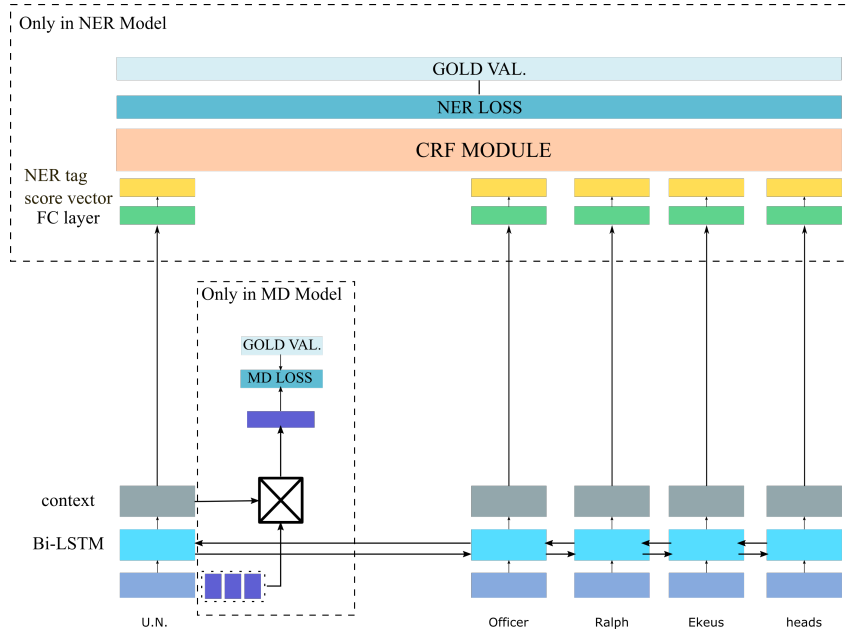 Only in NER Model
GOLD VAL.
NER LOSS
CRF MODULE
NER tag
score vector
FC layer
Only in MD Model
GOLD VAL.
MD LOSS
context
Bi-LSTM
U.N.
Officer
Ralph
Ekeus
heads